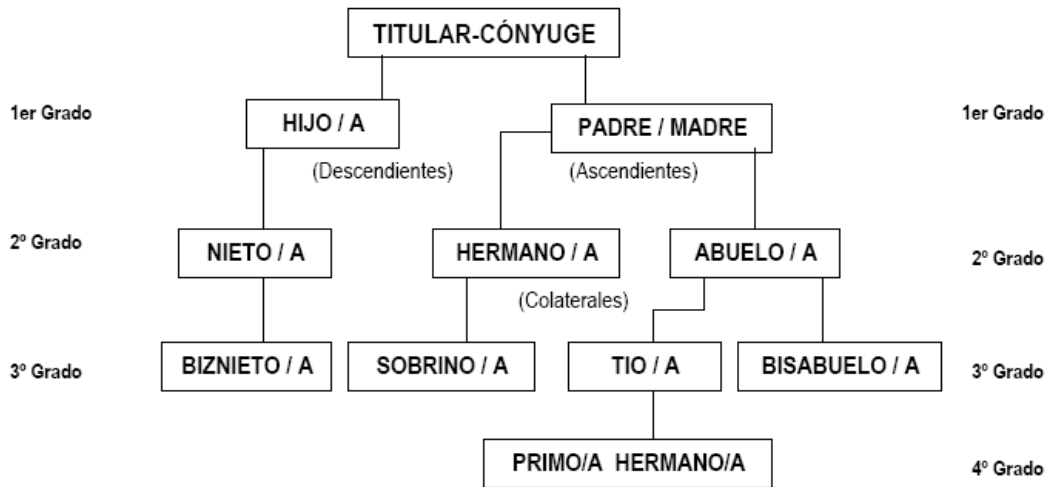 TITULAR-CÓNYUGE
1er Grado
HIJO / A
PADRE / MADRE
1er Grado
(Descendientes)
(Ascendientes)
2º Grado
NIETO / A
HERMANO / A
ABUELO / A
2º Grado
(Colaterales)
3º Grado
BIZNIETO / A
SOBRINO / A
TIO / A
BISABUELO / A
3º Grado
PRIMO/A HERMANO/A
4º Grado